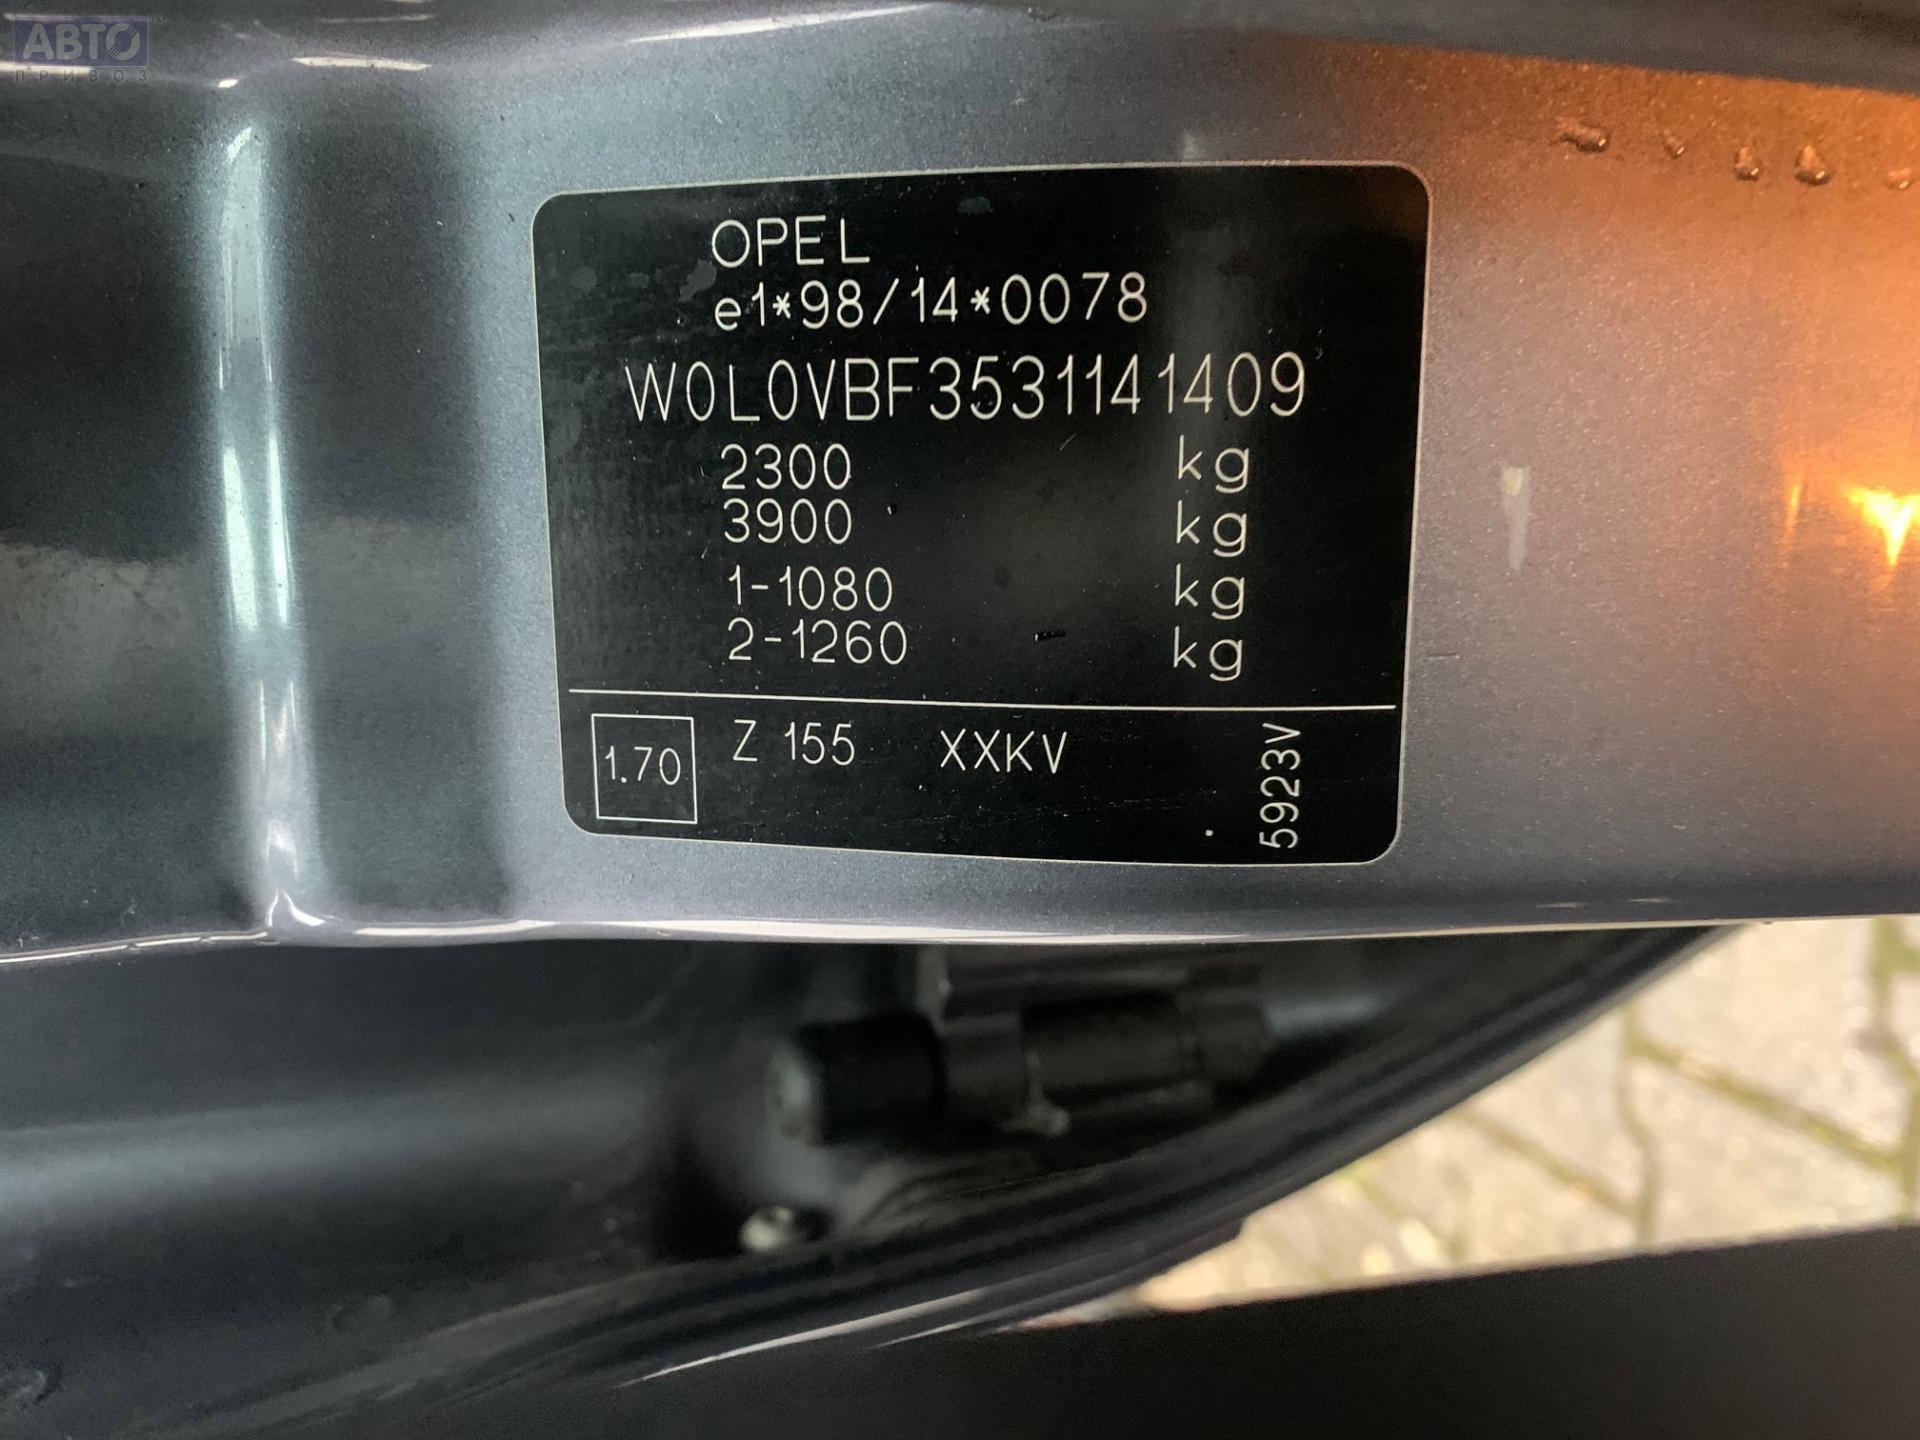 АВТО
ПРИВОЗ
OPEL
e1*98/14*0078
W0L0VBF3531141409
2300 kg
3900 kg
1-1080 kg
2-1260 kg
1.70 Z 155 XXKV
5923V